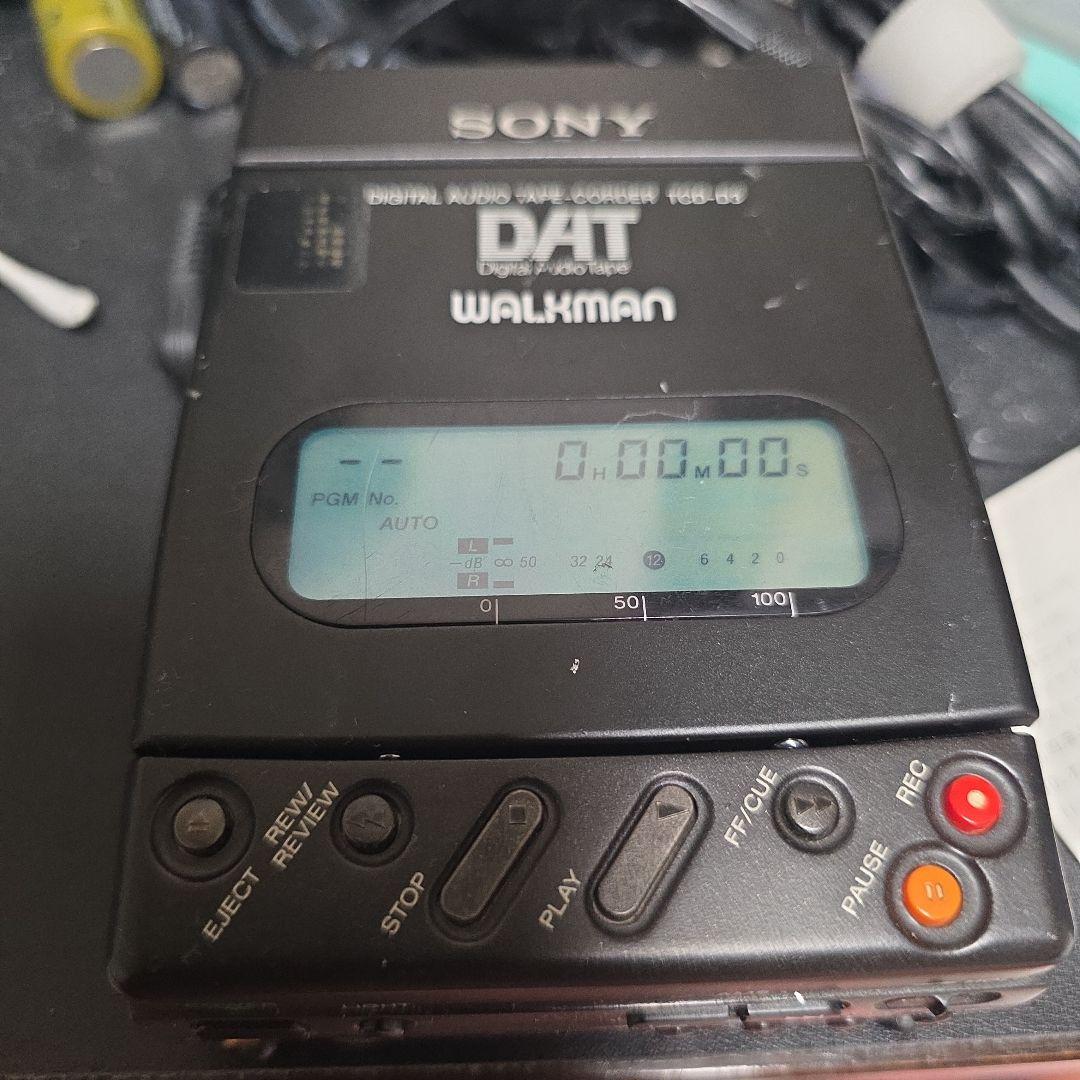 SONY
DIGITAL AUDIO TAPE-CORDER TCD-D3
DAT
Digital Audio Tape
WALKMAN
-- 0H00M00S
PGM No.
AUTO
L
-dB ∞ 50 32 24 12 6 4 2 0
R
0 50 100
EJECT
REW/
REVIEW
STOP
PLAY
FF/CUE
REC
PAUSE